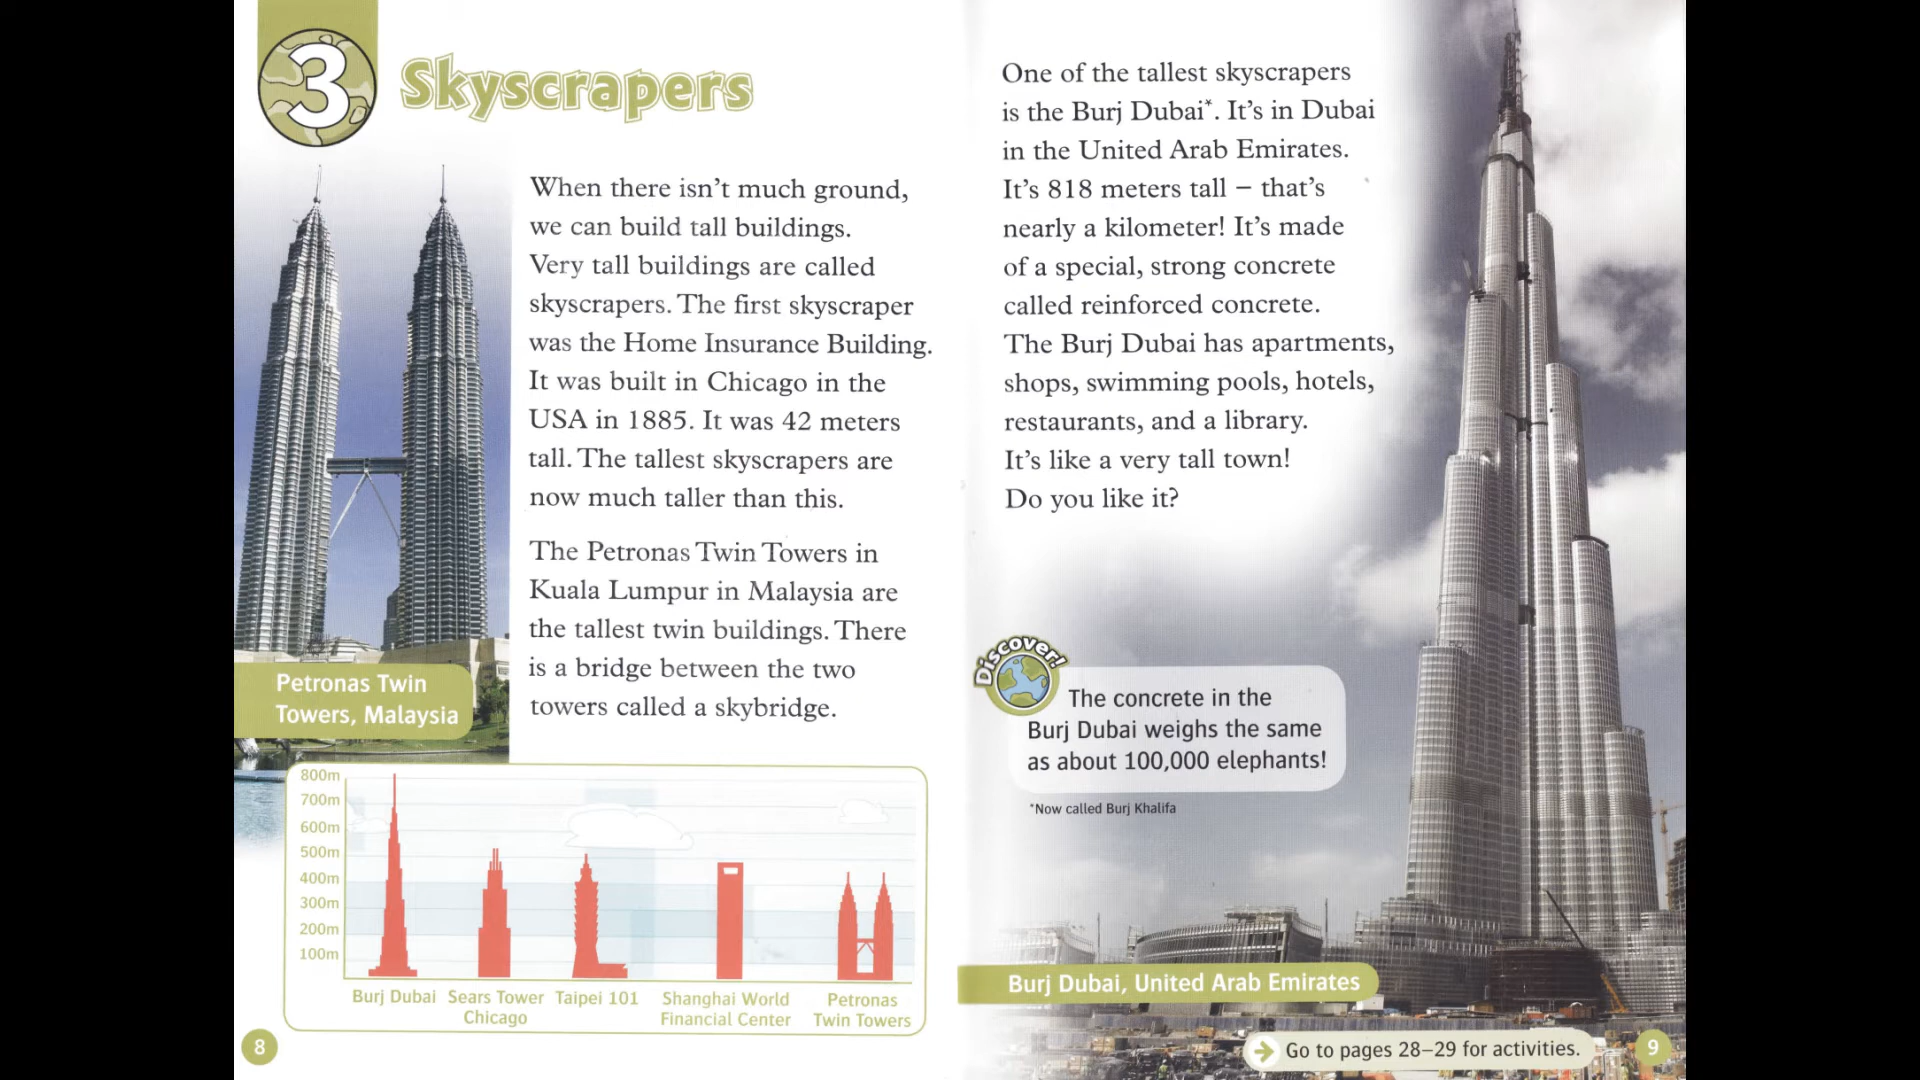 3
Skyscrapers
When there isn't much ground,
we can build tall buildings.
Very tall buildings are called
skyscrapers. The first skyscraper
was the Home Insurance Building.
It was built in Chicago in the
USA in 1885. It was 42 meters
tall. The tallest skyscrapers are
now much taller than this.
The Petronas Twin Towers in
Kuala Lumpur in Malaysia are
the tallest twin buildings. There
is a bridge between the two
towers called a skybridge.
Petronas Twin
Towers, Malaysia
800m
700m
600m
500m
400m
300m
200m
100m
Burj Dubai
Sears Tower
Chicago
Taipei 101
Shanghai World
Financial Center
Petronas
Twin Towers
8
One of the tallest skyscrapers
is the Burj Dubai*. It's in Dubai
in the United Arab Emirates.
It's 818 meters tall – that's
nearly a kilometer! It's made
of a special, strong concrete
called reinforced concrete.
The Burj Dubai has apartments,
shops, swimming pools, hotels,
restaurants, and a library.
It's like a very tall town!
Do you like it?
Discover!
The concrete in the
Burj Dubai weighs the same
as about 100,000 elephants!
*Now called Burj Khalifa
Burj Dubai, United Arab Emirates
Go to pages 28–29 for activities.
9